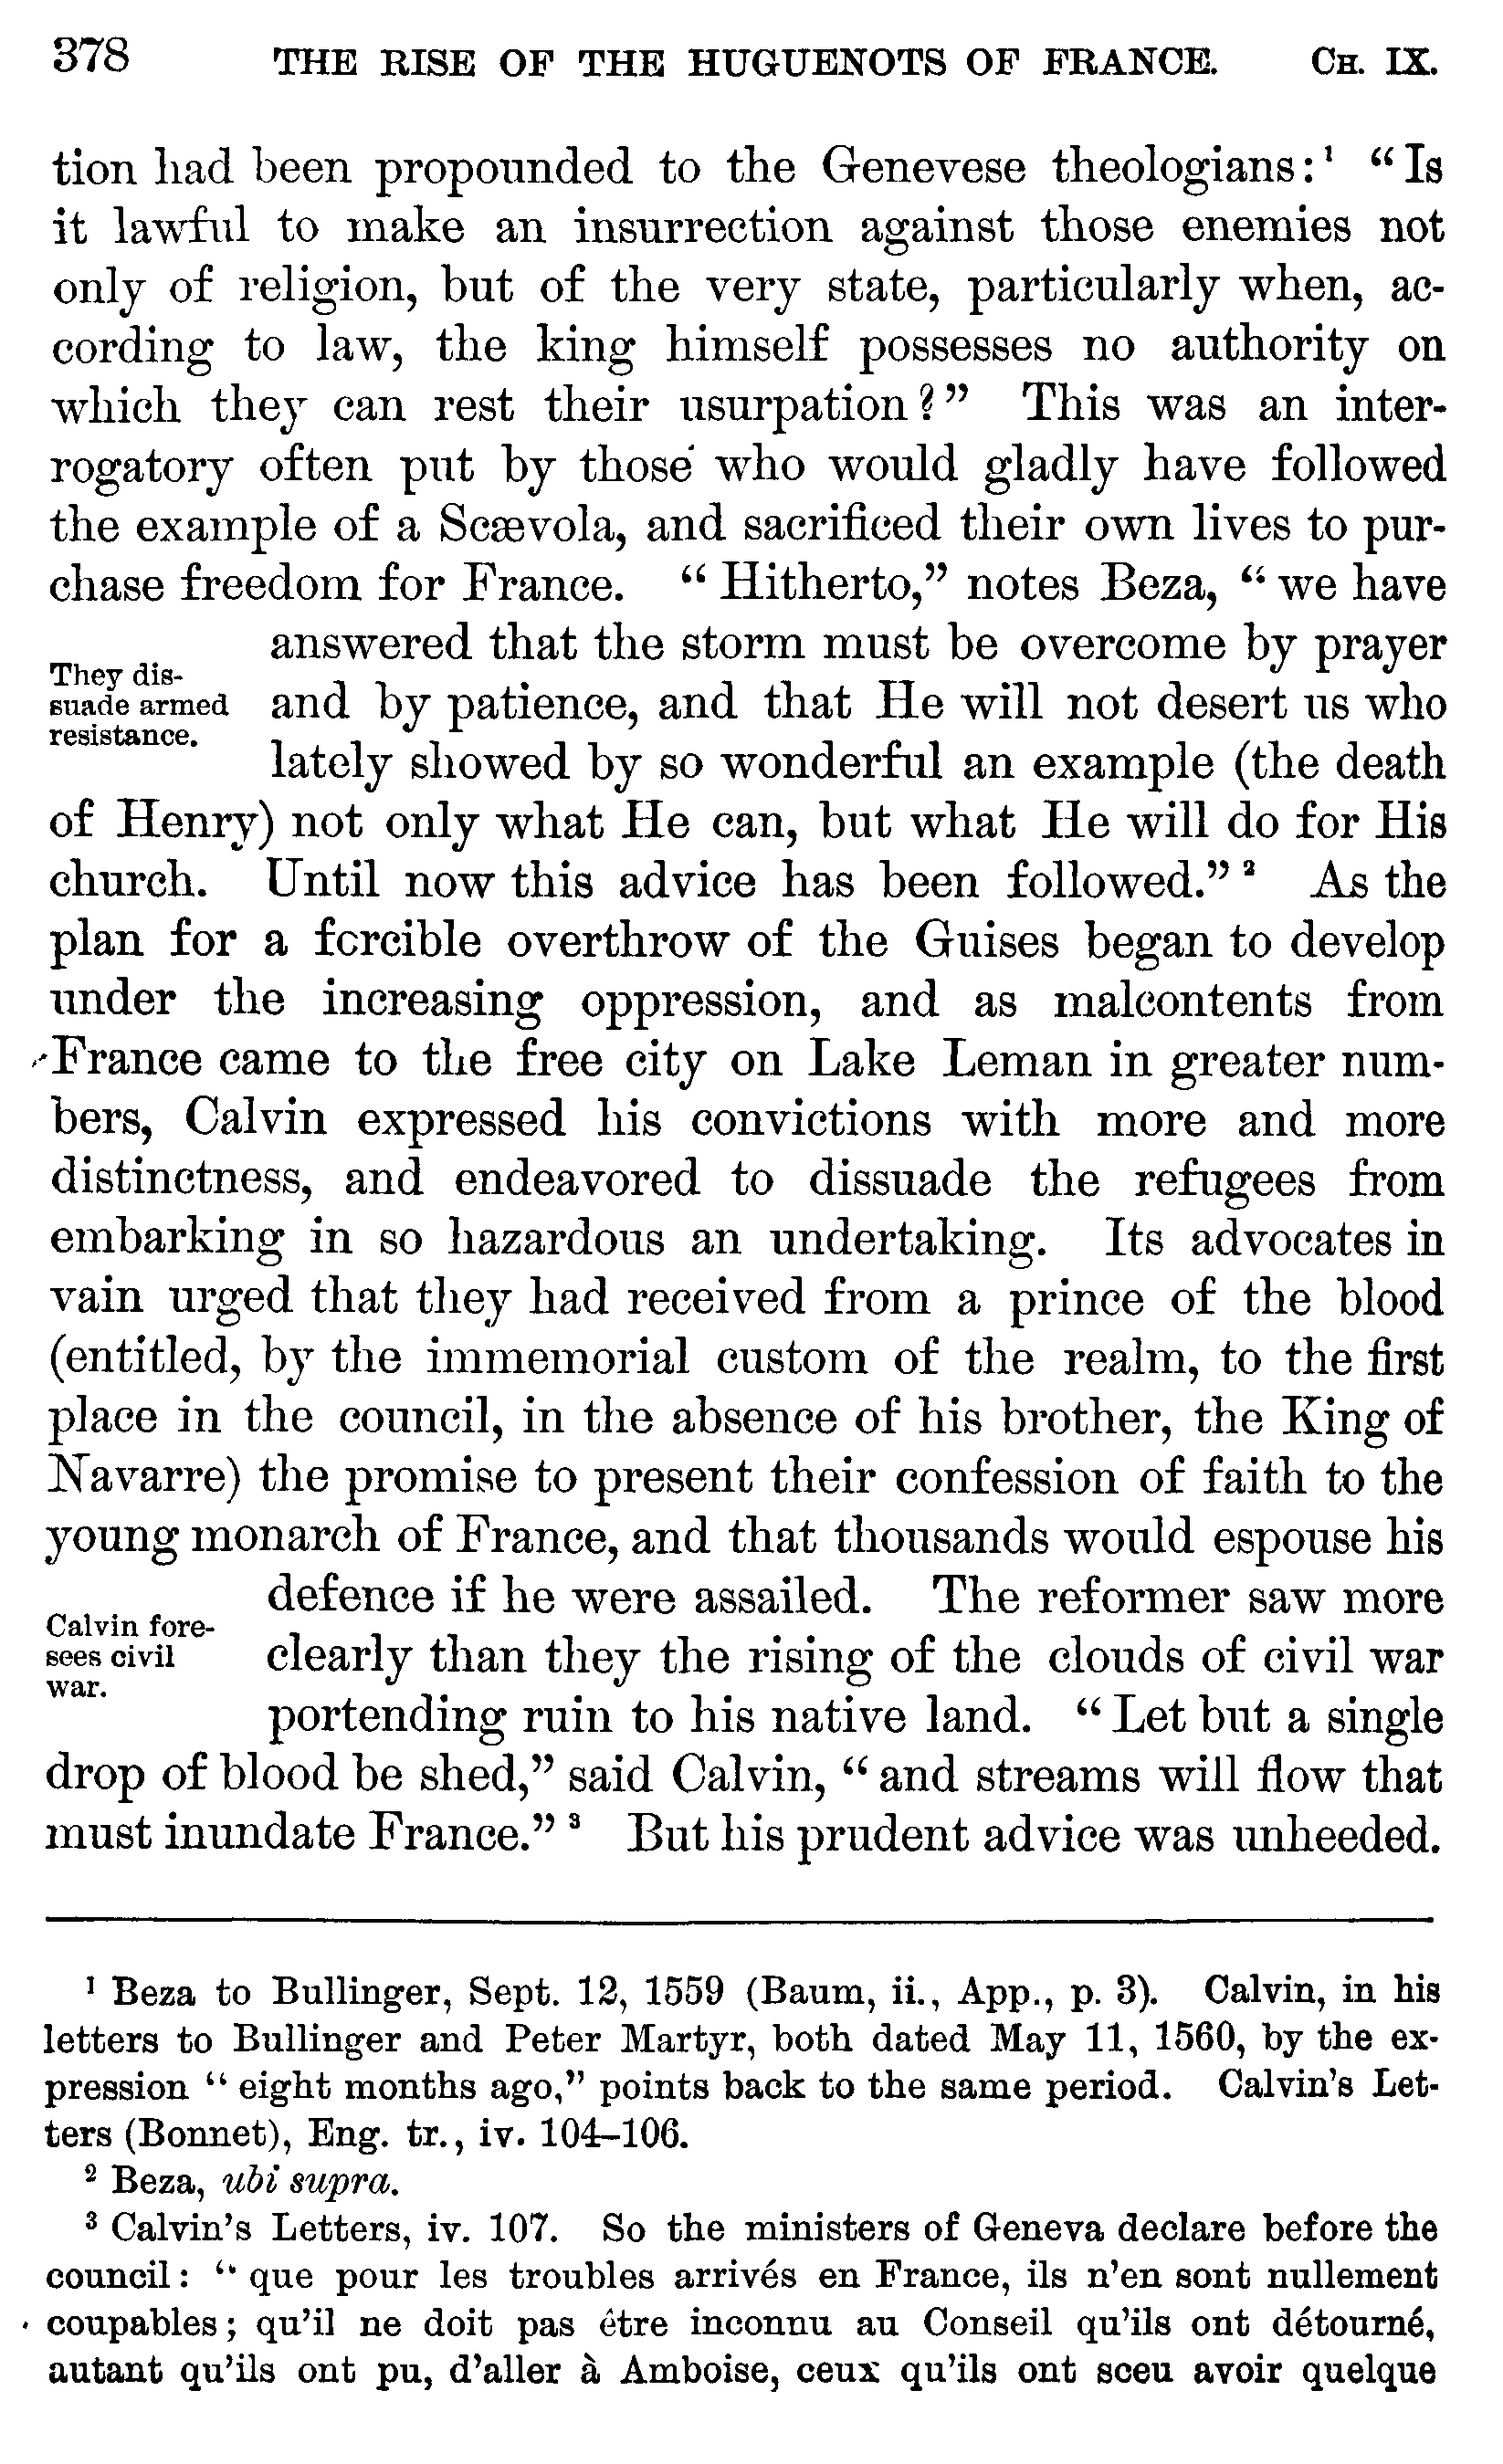 378 THE RISE OF THE HUGUENOTS OF FRANCE. CH. IX.
tion had been propounded to the Genevese theologians:¹ “Is
it lawful to make an insurrection against those enemies not
only of religion, but of the very state, particularly when, ac-
cording to law, the king himself possesses no authority on
which they can rest their usurpation?” This was an inter-
rogatory often put by those who would gladly have followed
the example of a Scævola, and sacrificed their own lives to pur-
chase freedom for France. “Hitherto,” notes Beza, “we have
They dis-
suade armed
resistance.
answered that the storm must be overcome by prayer
and by patience, and that He will not desert us who
lately showed by so wonderful an example (the death
of Henry) not only what He can, but what He will do for His
church. Until now this advice has been followed.”² As the
plan for a forcible overthrow of the Guises began to develop
under the increasing oppression, and as malcontents from
France came to the free city on Lake Leman in greater num-
bers, Calvin expressed his convictions with more and more
distinctness, and endeavored to dissuade the refugees from
embarking in so hazardous an undertaking. Its advocates in
vain urged that they had received from a prince of the blood
(entitled, by the immemorial custom of the realm, to the first
place in the council, in the absence of his brother, the King of
Navarre) the promise to present their confession of faith to the
young monarch of France, and that thousands would espouse his
Calvin fore-
sees civil
war.
defence if he were assailed. The reformer saw more
clearly than they the rising of the clouds of civil war
portending ruin to his native land. “Let but a single
drop of blood be shed,” said Calvin, “and streams will flow that
must inundate France.”³ But his prudent advice was unheeded.
¹ Beza to Bullinger, Sept. 12, 1559 (Baum, ii., App., p. 3). Calvin, in his
letters to Bullinger and Peter Martyr, both dated May 11, 1560, by the ex-
pression “eight months ago,” points back to the same period. Calvin’s Let-
ters (Bonnet), Eng. tr., iv. 104–106.
² Beza, ubi supra.
³ Calvin’s Letters, iv. 107. So the ministers of Geneva declare before the
council: “que pour les troubles arrivés en France, ils n’en sont nullement
coupables; qu’il ne doit pas être inconnu au Conseil qu’ils ont détourné,
autant qu’ils ont pu, d’aller à Amboise, ceux qu’ils ont sceu avoir quelque